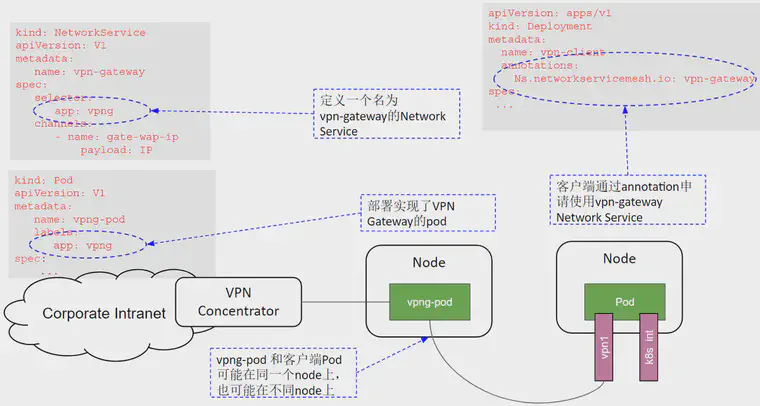 kind: NetworkService
apiVersion: V1
metadata:
name: vpn-gateway
spec:
selector:
app: vpng
channels:
- name: gate-wap-ip
payload: IP
定义一个名为
vpn-gateway的Network
Service
apiVersion: apps/v1
kind: Deployment
metadata:
name: vpn-client
annotations:
Ns.networkservicemesh.io: vpn-gateway
spec:
...
客户端通过annotation申
请使用vpn-gateway
Network Service
kind: Pod
apiVersion: V1
metadata:
name: vpng-pod
labels:
app: vpng
spec:
...
部署实现了VPN
Gateway的pod
Corporate Intranet
VPN
Concentrator
Node
vpng-pod
Node
Pod
vpn1
k8s int
vpng-pod 和客户端Pod
可能在同一个node上，
也可能在不同node上